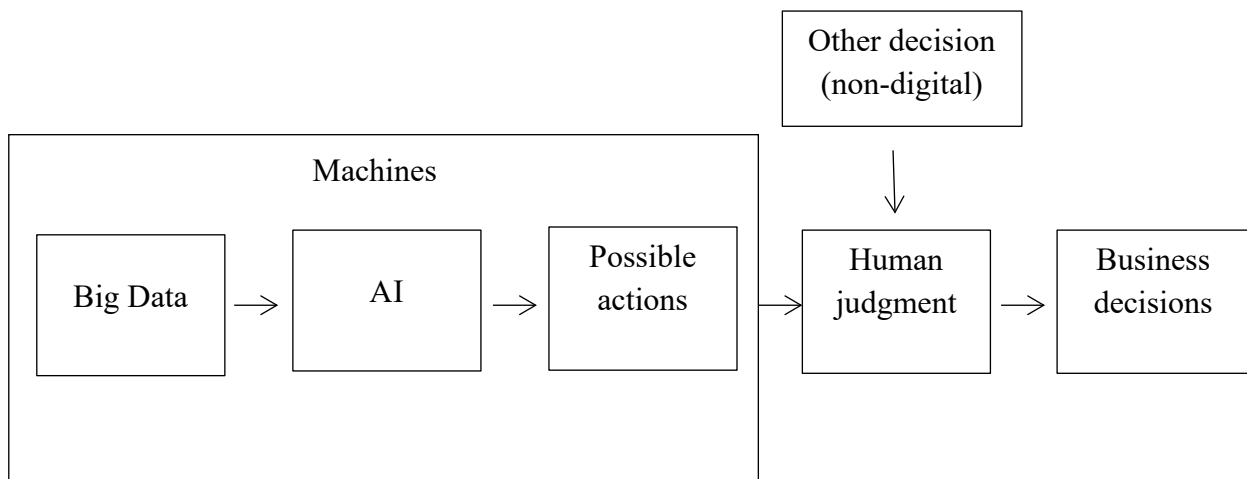 Other decision
(non-digital)
Machines
Big Data
AI
Possible
actions
Human
judgment
Business
decisions